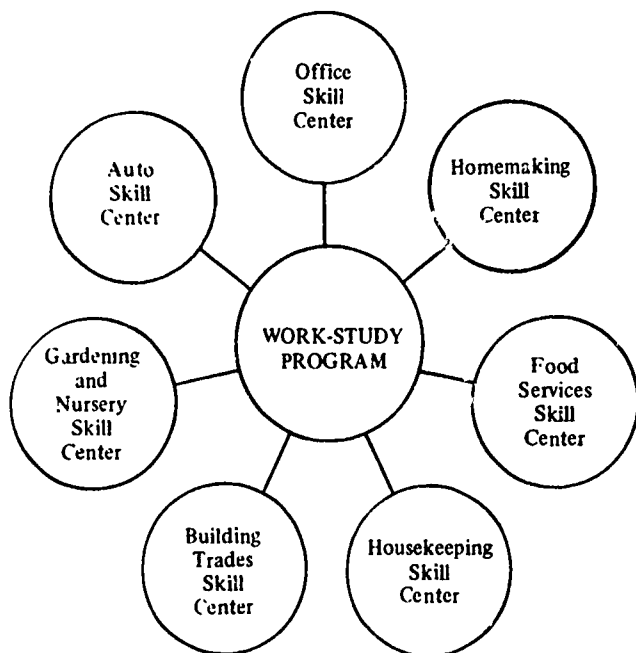 Office
Skill
Center
Auto
Skill
Center
Homemaking
Skill
Center
WORK-STUDY
PROGRAM
Gardening
and
Nursery
Skill
Center
Food
Services
Skill
Center
Building
Trades
Skill
Center
Housekeeping
Skill
Center